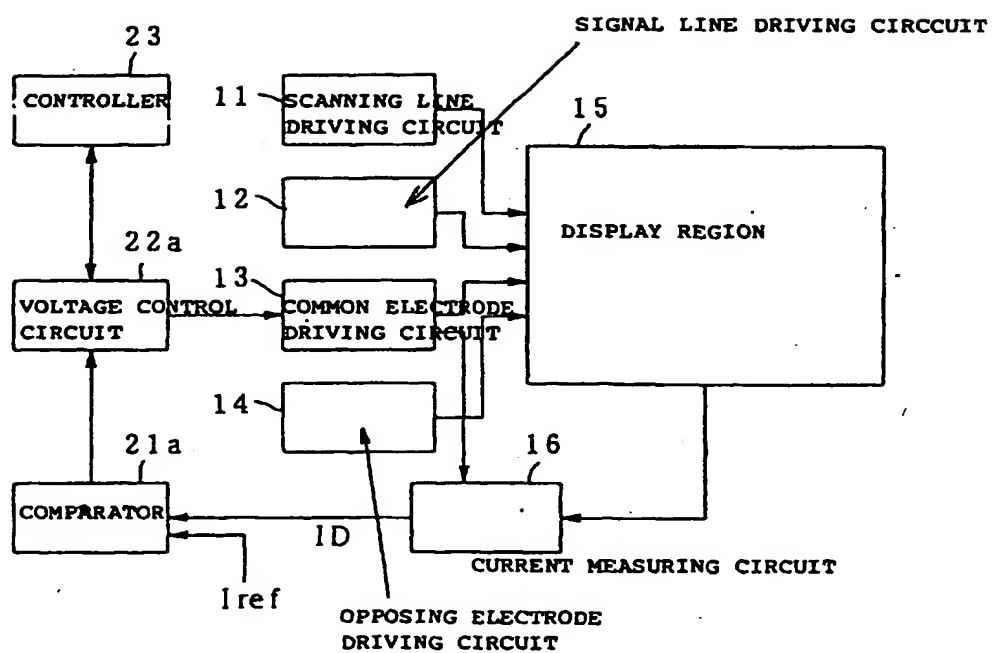 SIGNAL LINE DRIVING CIRCCUIT
23
CONTROLLER
11
SCANNING LINE
DRIVING CIRCUIT
15
12
DISPLAY REGION
22a
VOLTAGE CONTROL
CIRCUIT
13
COMMON ELECTRODE
DRIVING CIRCUIT
14
21a
COMPARATOR
16
ID
Iref
CURRENT MEASURING CIRCUIT
OPPOSING ELECTRODE
DRIVING CIRCUIT